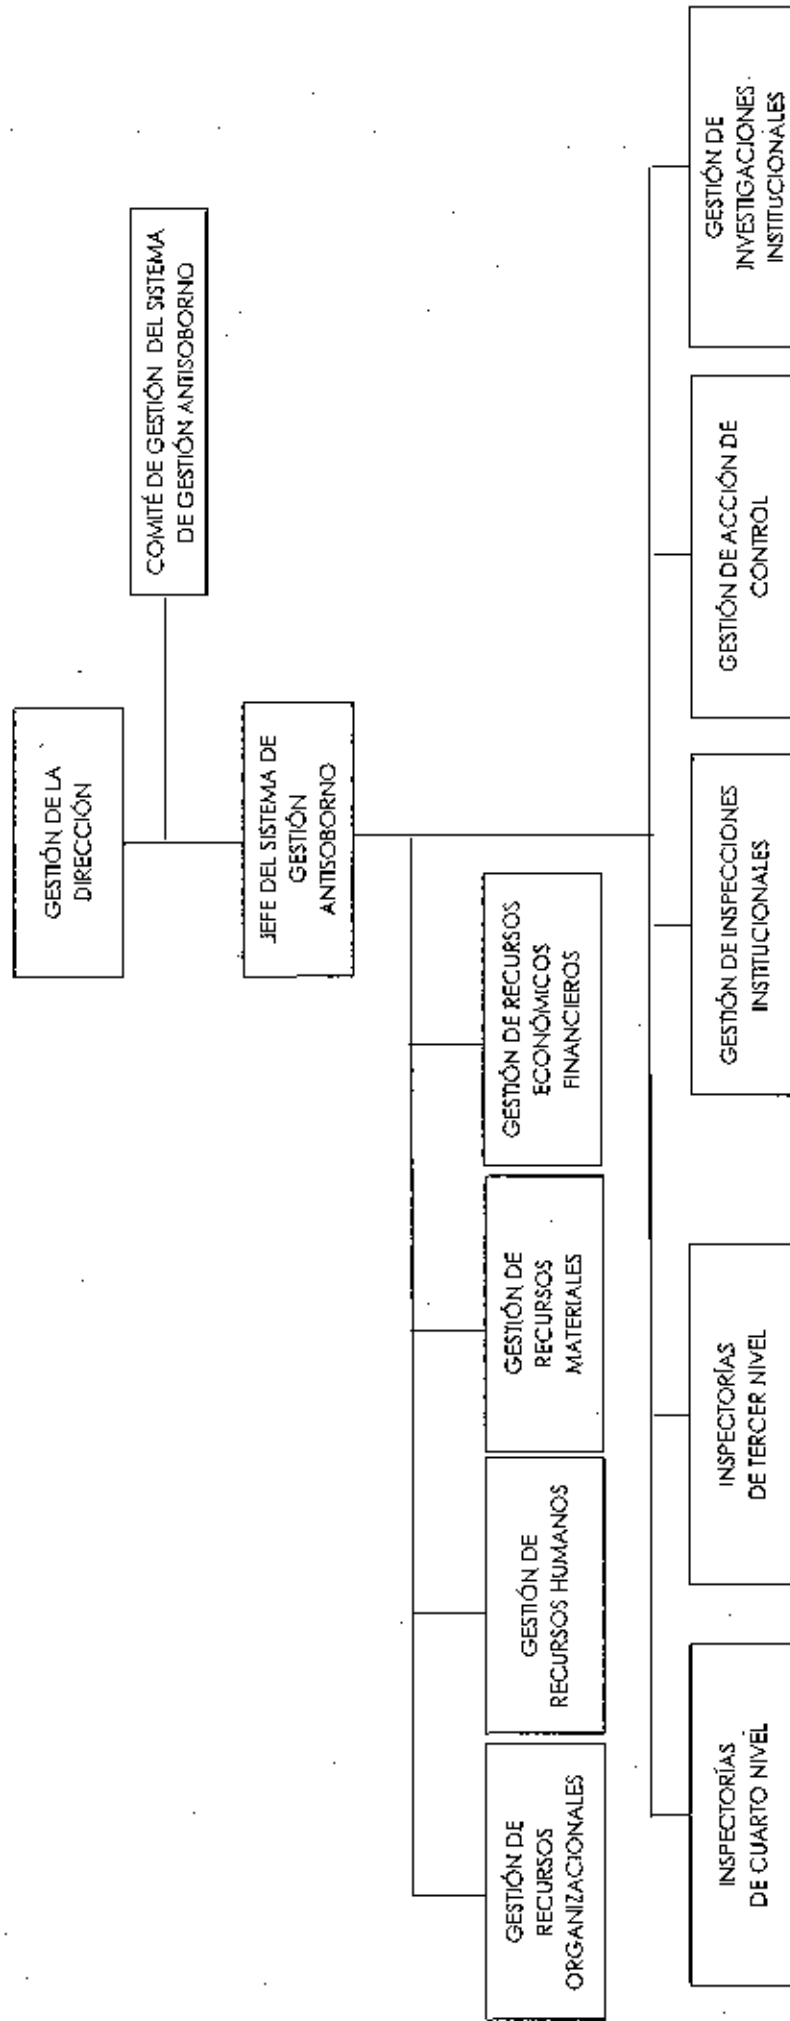 GESTIÓN DE LA
DIRECCIÓN
COMITÉ DE GESTIÓN DEL SISTEMA
DE GESTIÓN ANTISOBORNO
JEFE DEL SISTEMA DE
GESTIÓN
ANTISOBORNO
GESTIÓN DE
RECURSOS
ORGANIZACIONALES
GESTIÓN DE
RECURSOS HUMANOS
GESTIÓN DE
RECURSOS
MATERIALES
GESTIÓN DE RECURSOS
ECONÓMICOS
FINANCIEROS
INSPECTORÍAS
DE CUARTO NIVEL
INSPECTORÍAS
DE TERCER NIVEL
GESTIÓN DE INSPECCIONES
INSTITUCIONALES
GESTIÓN DE ACCIÓN DE
CONTROL
GESTIÓN DE
INVESTIGACIONES
INSTITUCIONALES